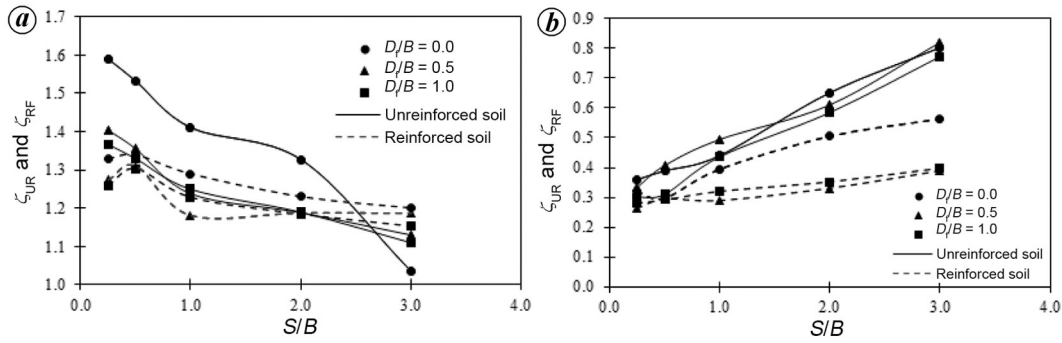 a
1.7
1.6
1.5
1.4
1.3
1.2
1.1
1.0
ζUR and ζRF
Df/B = 0.0
Df/B = 0.5
Df/B = 1.0
Unreinforced soil
Reinforced soil
0.0 1.0 2.0 3.0 4.0
S/B
b
0.9
0.8
0.7
0.6
0.5
0.4
0.3
0.2
0.1
0.0
ζUR and ζRF
Df/B = 0.0
Df/B = 0.5
Df/B = 1.0
Unreinforced soil
Reinforced soil
0.0 1.0 2.0 3.0 4.0
S/B